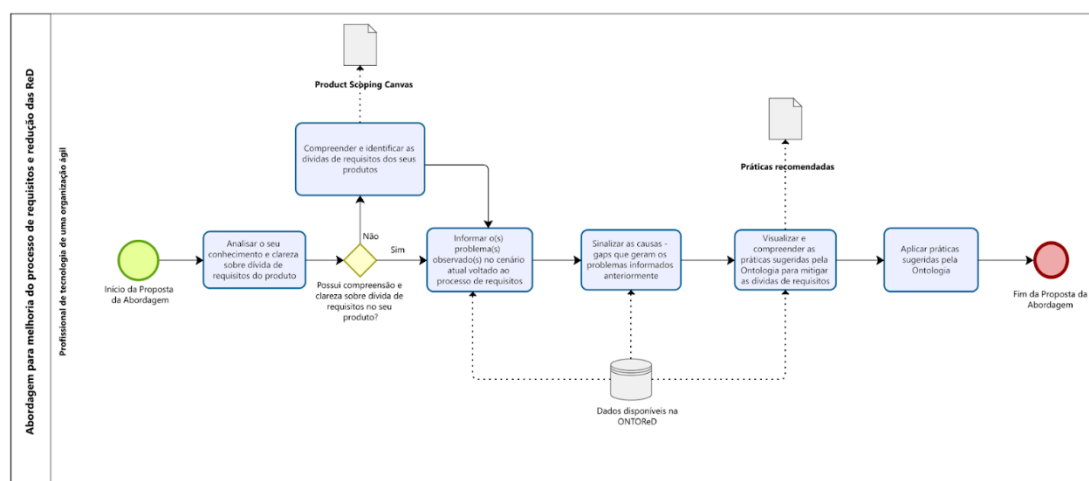 Abordagem para melhoria do processo de requisitos e redução das ReD
Profissional de tecnologia de uma organização ágil
Product Scoping Canvas
Compreender e identificar as
dívidas de requisitos dos seus
produtos
Práticas recomendadas
Não
Sim
Início da Proposta
da Abordagem
Analisar o seu
conhecimento e clareza
sobre dívida de
requisitos do produto
Possui compreensão e
clareza sobre dívida de
requisitos no seu
produto?
Informar o(s)
problema(s)
observado(s) no cenário
atual voltado ao
processo de requisitos
Sinalizar as causas -
gaps que geram os
problemas informados
anteriormente
Visualizar e
compreender as
práticas sugeridas pela
Ontologia para mitigar
as dívidas de requisitos
Aplicar práticas
sugeridas pela
Ontologia
Fim da Proposta da
Abordagem
Dados disponíveis na
ONTOReD